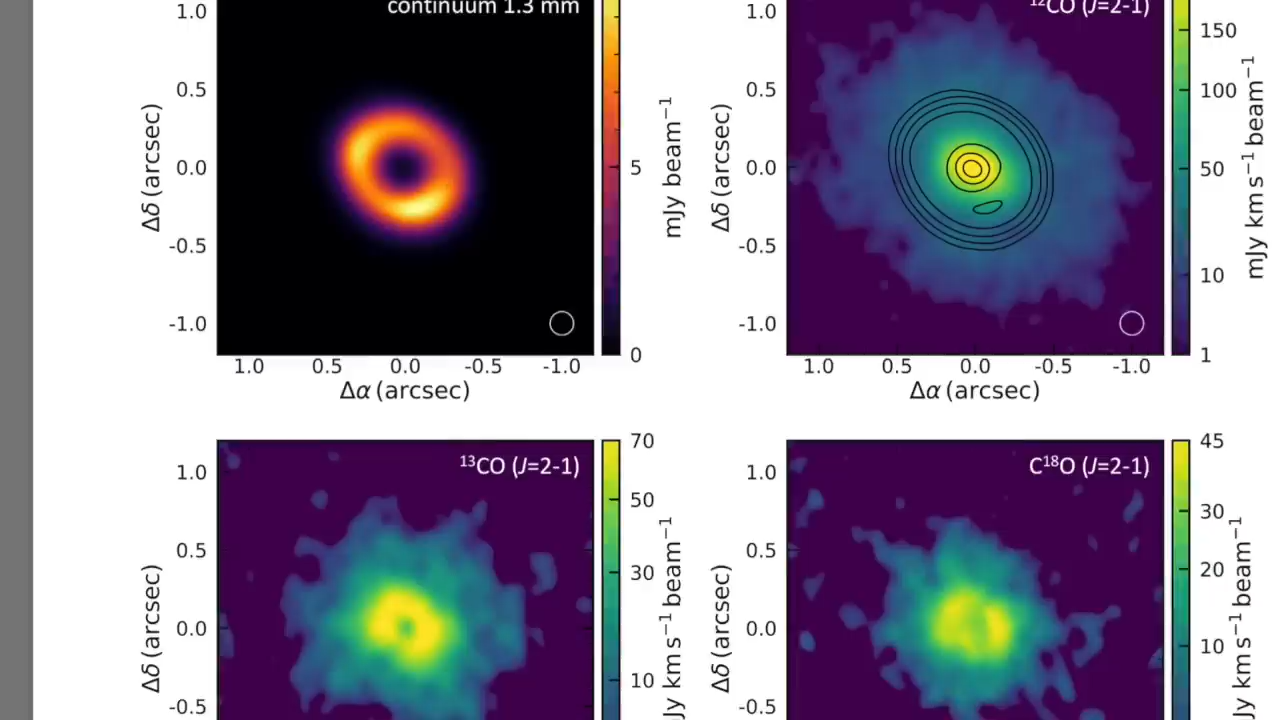 continuum 1.3 mm
1.0
0.5
0.0
-0.5
-1.0
Δδ (arcsec)
1.0 0.5 0.0 -0.5 -1.0
Δα (arcsec)
5
0
mJy beam⁻¹
¹²CO (J=2-1)
1.0
0.5
0.0
-0.5
-1.0
Δδ (arcsec)
1.0 0.5 0.0 -0.5 -1.0
Δα (arcsec)
150
100
50
10
1
mJy km s⁻¹ beam⁻¹
¹³CO (J=2-1)
1.0
0.5
0.0
-0.5
Δδ (arcsec)
70
50
30
10
Jy km s⁻¹ beam⁻¹
C¹⁸O (J=2-1)
1.0
0.5
0.0
-0.5
Δδ (arcsec)
45
30
20
10
Jy km s⁻¹ beam⁻¹